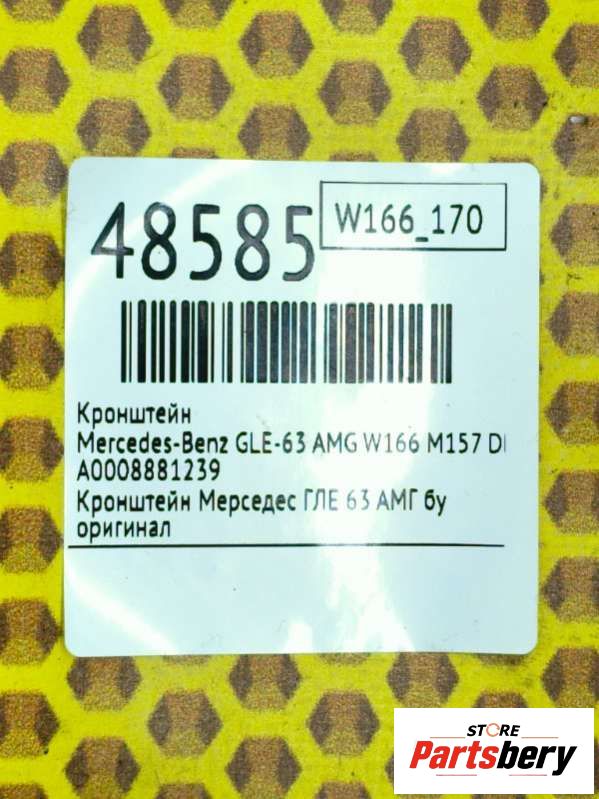 48585
W166_170
Кронштейн
Mercedes-Benz GLE-63 AMG W166 M157 D
A0008881239
Кронштейн Мерседес ГЛЕ 63 АМГ бу
оригинал
STORE
Partsbery